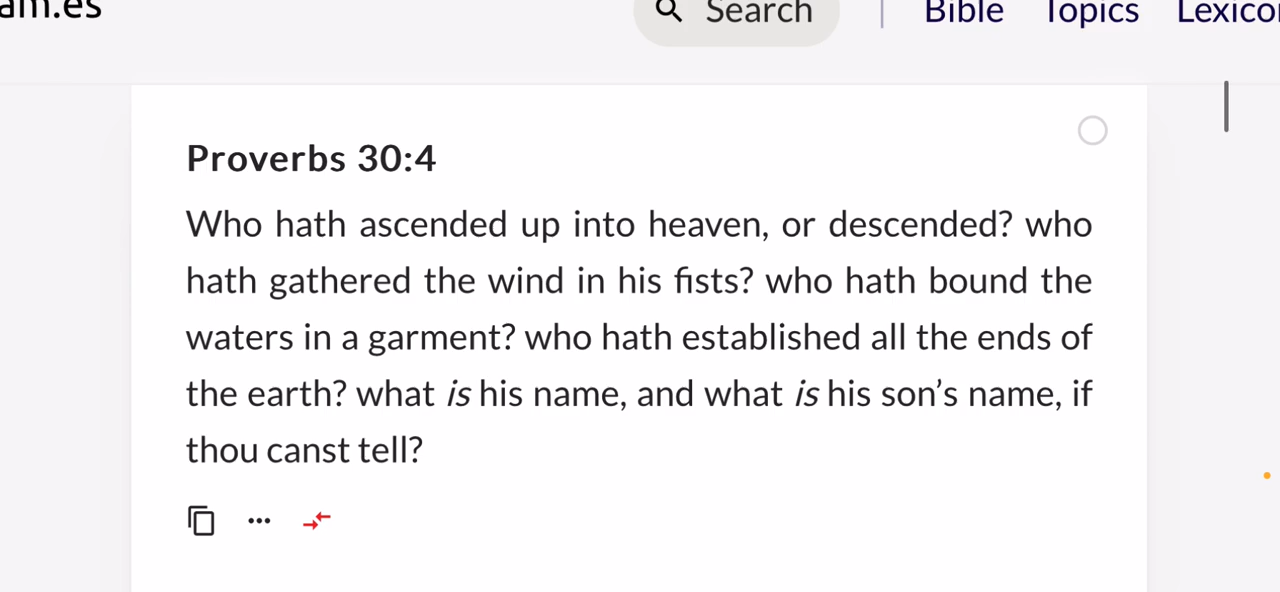 am.es Search | Bible Topics
Proverbs 30:4
Who hath ascended up into heaven, or descended? who
hath gathered the wind in his fists? who hath bound the
waters in a garment? who hath established all the ends of
the earth? what is his name, and what is his son’s name, if
thou canst tell?